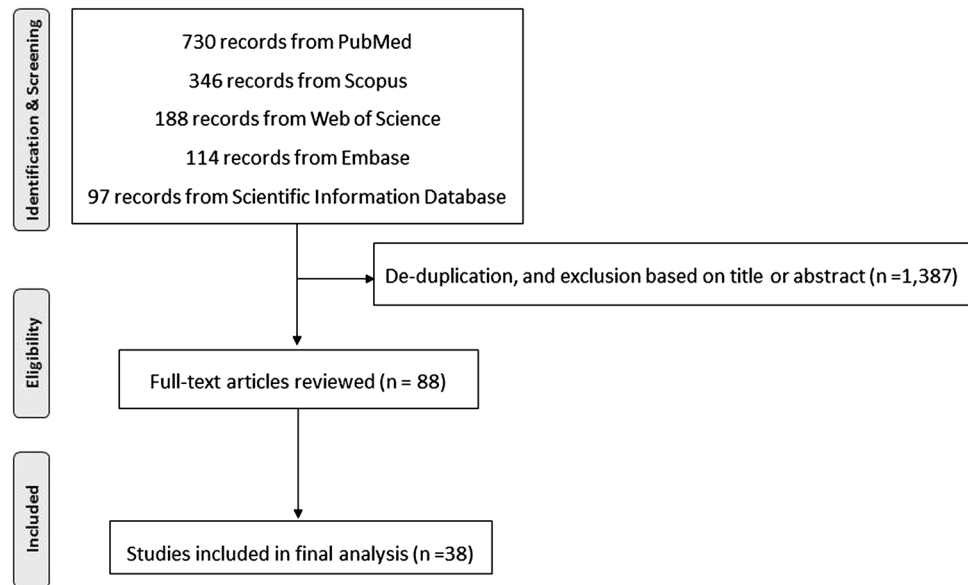 Identification & Screening
730 records from PubMed
346 records from Scopus
188 records from Web of Science
114 records from Embase
97 records from Scientific Information Database
De-duplication, and exclusion based on title or abstract (n =1,387)
Eligibility
Full-text articles reviewed (n = 88)
Included
Studies included in final analysis (n =38)